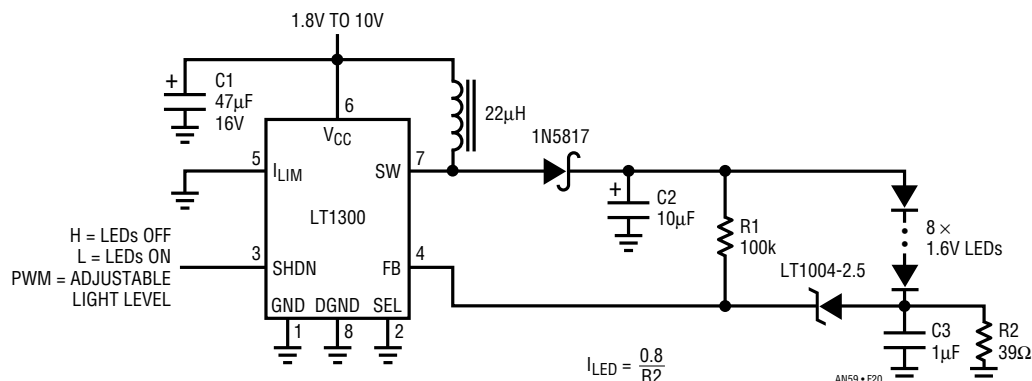 1.8V TO 10V
+
C1
47µF
16V
22µH
6
VCC
1N5817
5
ILIM
SW
7
+
C2
10µF
R1
100k
8 ×
1.6V LEDs
LT1300
H = LEDs OFF
L = LEDs ON
PWM = ADJUSTABLE
LIGHT LEVEL
3
SHDN
FB
4
LT1004-2.5
GND
DGND
SEL
1
8
2
C3
1µF
R2
39Ω
ILED = 0.8
R2
AN59 • F20